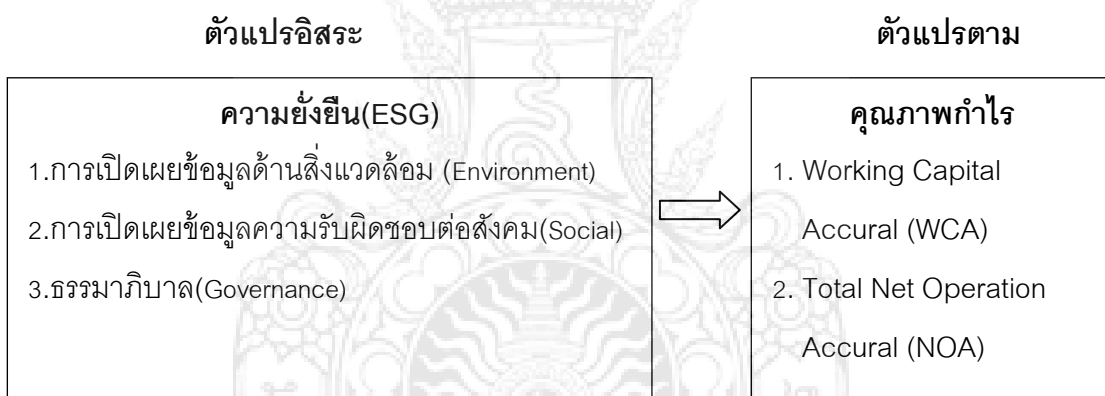 ตัวแปรอิสระ
ตัวแปรตาม
ความยั่งยืน(ESG)
1.การเปิดเผยข้อมูลด้านสิ่งแวดล้อม (Environment)
2.การเปิดเผยข้อมูลความรับผิดชอบต่อสังคม(Social)
3.ธรรมาภิบาล(Governance)
คุณภาพกำไร
1. Working Capital
Accural (WCA)
2. Total Net Operation
Accural (NOA)